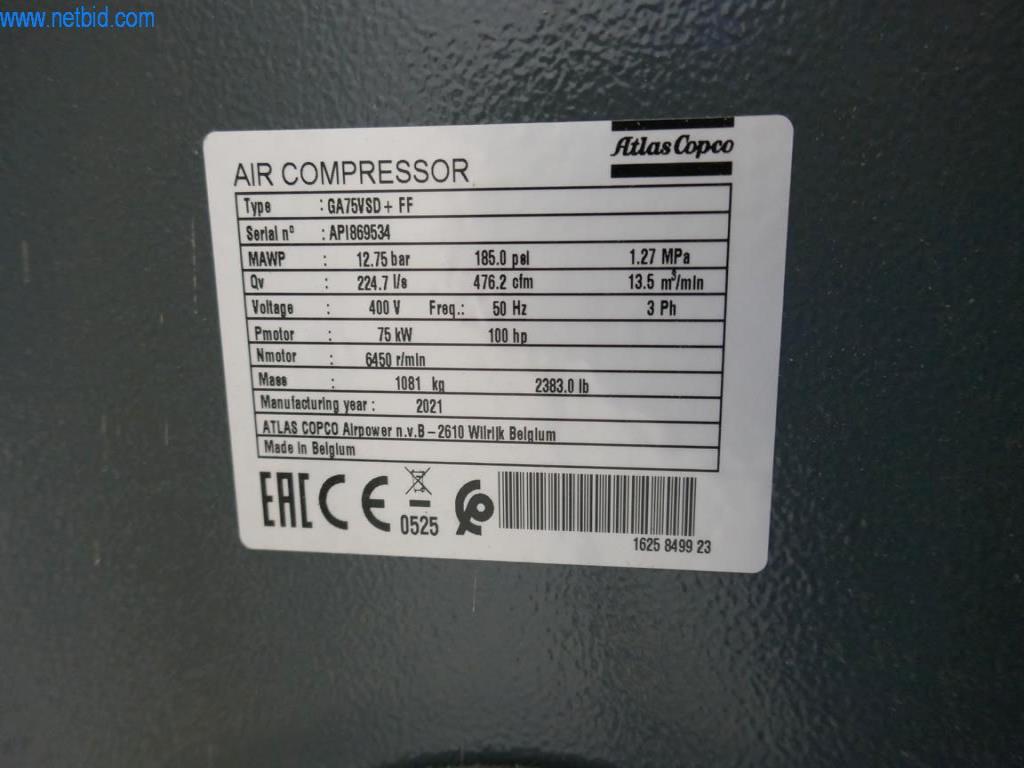 www.netbid.com
Atlas Copco
AIR COMPRESSOR
Type : GA75VSD+ FF
Serial nº : API869534
MAWP : 12.75 bar 185.0 psi 1.27 MPa
Qv : 224.7 l/s 476.2 cfm 13.5 m³/min
Voltage : 400 V Freq.: 50 Hz 3 Ph
Pmotor : 75 kW 100 hp
Nmotor : 6450 r/min
Mass : 1081 kg 2383.0 lb
Manufacturing year : 2021
ATLAS COPCO Airpower n.v.B-2610 Wilrijk Belgium
Made in Belgium
EAC CE 0525
1625 8499 23